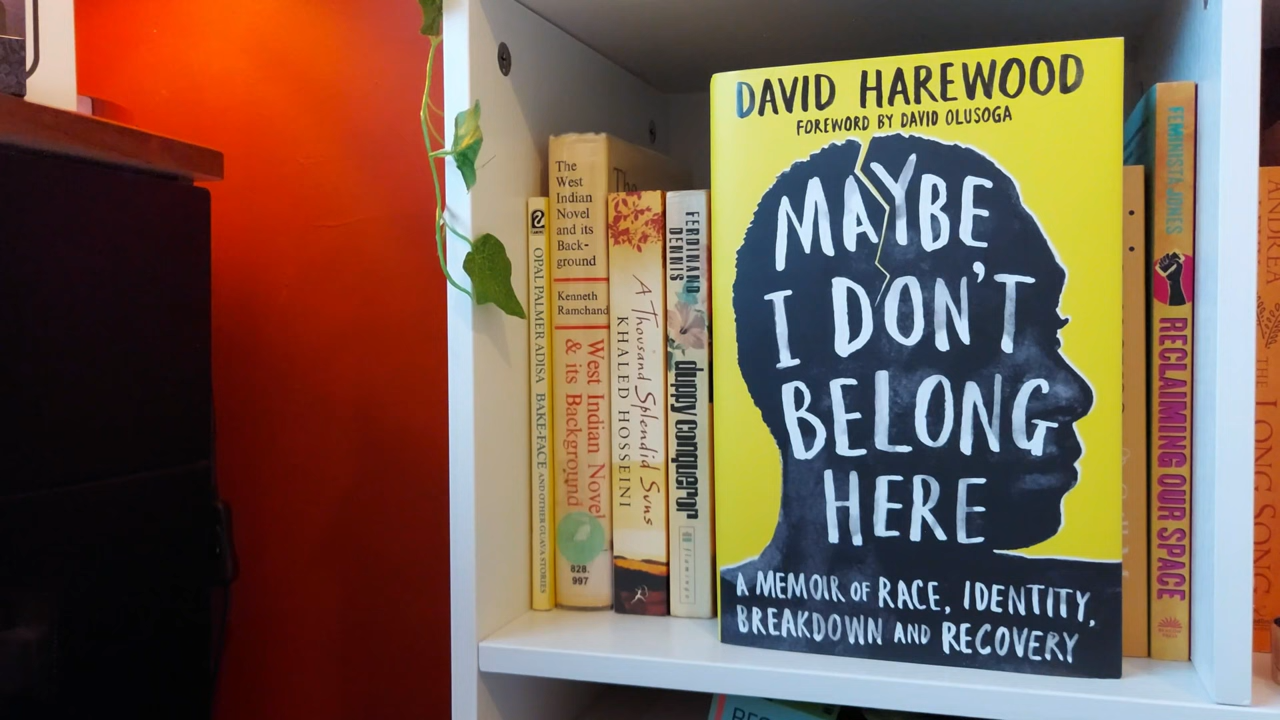 OPAL PALMER ADISA BAKE-FACE AND OTHER GUAVA STORIES
The
West
Indian
Novel
and its
Back-
ground
Kenneth
Ramchand
West Indian Novel
& its Background
828.
997
The
A Thousand Splendid Suns
KHALED HOSSEINI
FERDINAND
DENNIS
duppy conqueror
flamingo
DAVID HAREWOOD
FOREWORD BY DAVID OLUSOGA
MAYBE
I DON'T
BELONG
HERE
A MEMOIR OF RACE, IDENTITY,
BREAKDOWN AND RECOVERY
FEMINISTA JONES
RECLAIMING OUR SPACE
ANDREA
THE LONG SONG